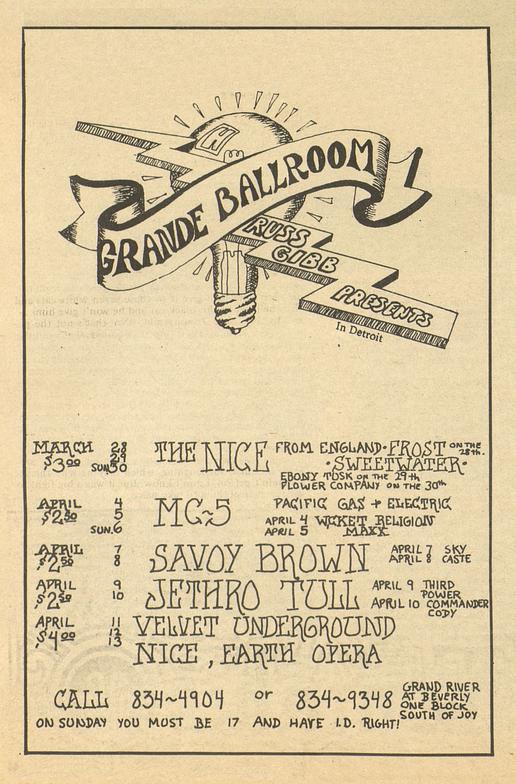 GRANDE BALLROOM
RUSS
GIBB
PRESENTS
In Detroit
MARCH 28
29
SUN 30
$3.00
THE NICE FROM ENGLAND · FROST ON THE 28th.
· SWEETWATER ·
EBONY TUSK ON THE 29th
PLOWER COMPANY ON THE 30th
APRIL 4
5
SUN. 6
MC~5
PACIFIC GAS + ELECTRIC
APRIL 4 WICKET RELIGION
APRIL 5 MAXX
APRIL 7
$2.50 8
SAVOY BROWN
APRIL 7 SKY
APRIL 8 CASTE
APRIL 9
$2.50 10
JETHRO TULL
APRIL 9 THIRD
POWER
APRIL 10 COMMANDER
CODY
APRIL 11
$4.00 12
13
VELVET UNDERGROUND
NICE, EARTH OPERA
CALL 834~4904 or 834~9348
GRAND RIVER
AT BEVERLY
ONE BLOCK
SOUTH OF JOY
ON SUNDAY YOU MUST BE 17 AND HAVE I.D. RIGHT!